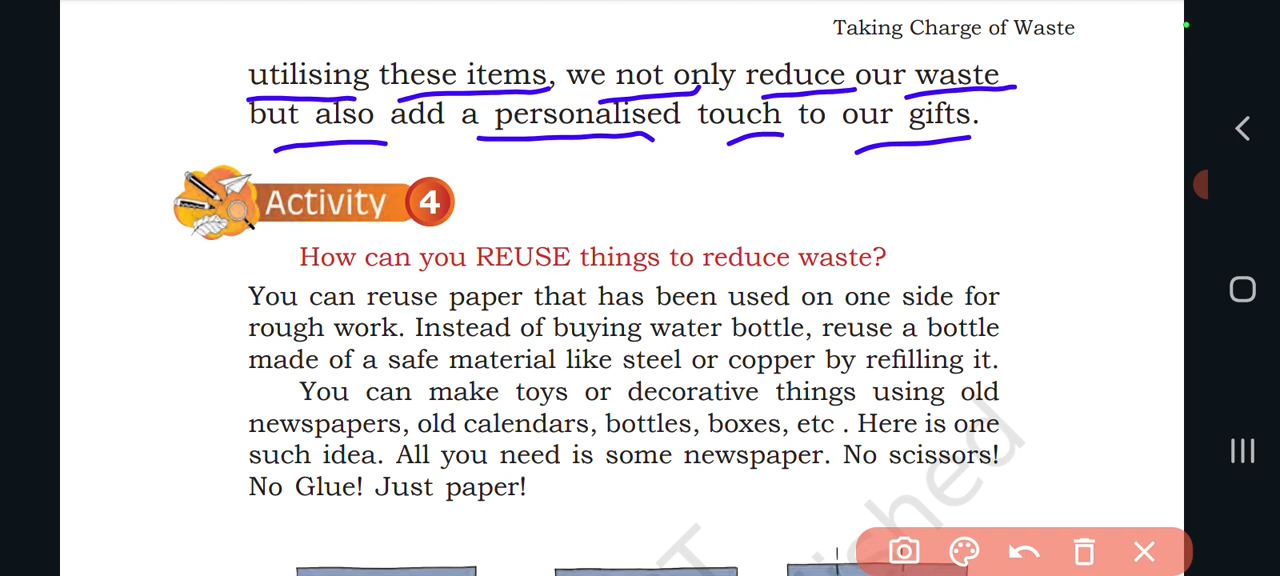 Taking Charge of Waste
utilising these items, we not only reduce our waste
but also add a personalised touch to our gifts.
Activity 4
How can you REUSE things to reduce waste?
You can reuse paper that has been used on one side for
rough work. Instead of buying water bottle, reuse a bottle
made of a safe material like steel or copper by refilling it.
You can make toys or decorative things using old
newspapers, old calendars, bottles, boxes, etc . Here is one
such idea. All you need is some newspaper. No scissors!
No Glue! Just paper!